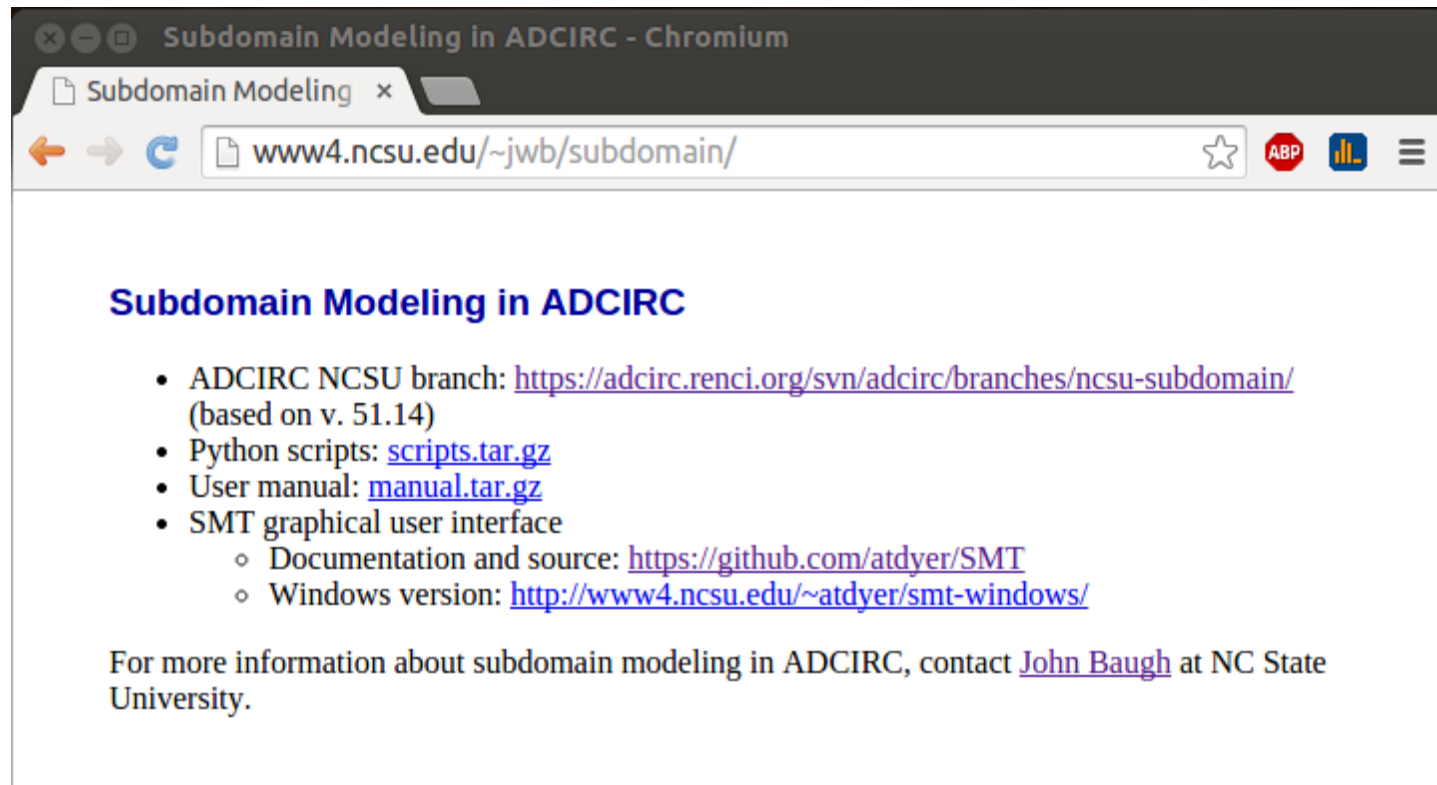 Subdomain Modeling in ADCIRC - Chromium
Subdomain Modeling
www4.ncsu.edu/~jwb/subdomain/
ABP
Subdomain Modeling in ADCIRC
• ADCIRC NCSU branch: https://adcirc.renci.org/svn/adcirc/branches/ncsu-subdomain/
(based on v. 51.14)
• Python scripts: scripts.tar.gz
• User manual: manual.tar.gz
• SMT graphical user interface
◦ Documentation and source: https://github.com/atdyer/SMT
◦ Windows version: http://www4.ncsu.edu/~atdyer/smt-windows/
For more information about subdomain modeling in ADCIRC, contact John Baugh at NC State
University.